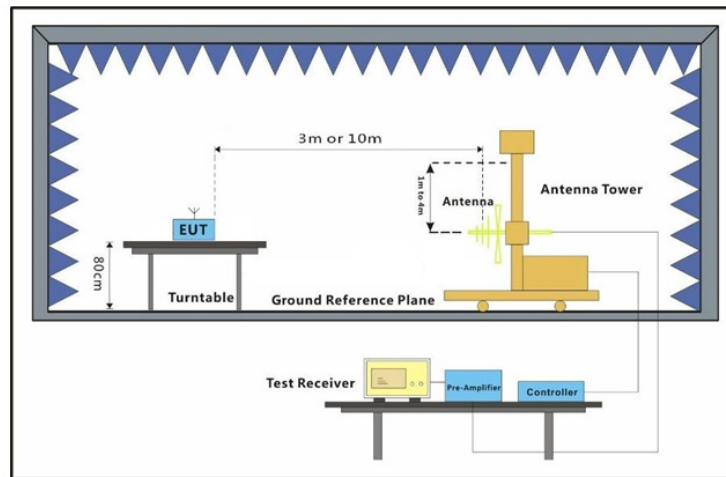 3m or 10m
1m to 4m
Antenna
Antenna Tower
EUT
80cm
Turntable
Ground Reference Plane
Test Receiver
Pre-Amplifier
Controller